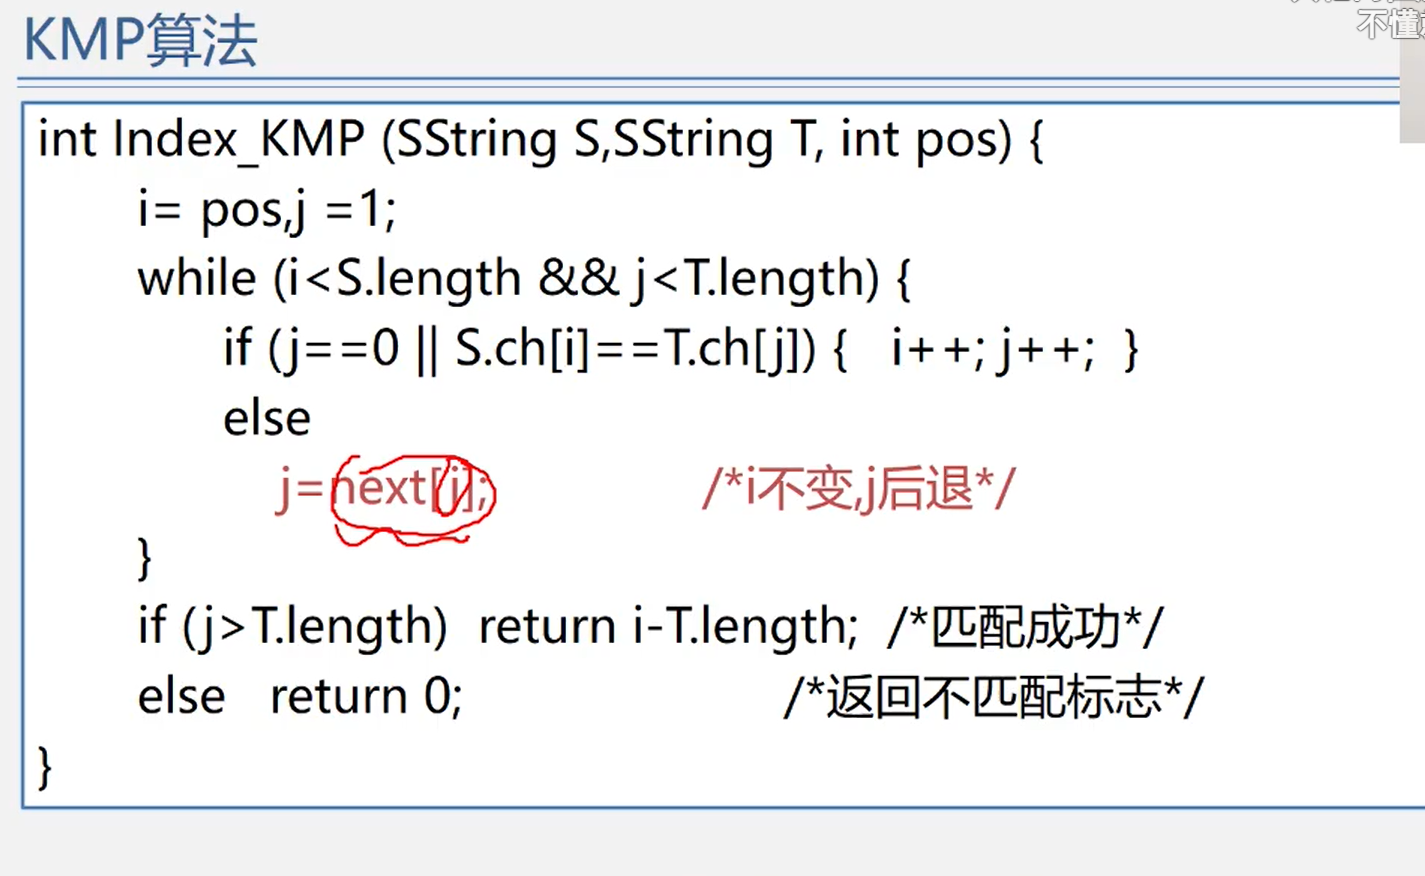 KMP算法
不懂
int Index_KMP (SString S,SString T, int pos) {
i= pos,j =1;
while (i<S.length && j<T.length) {
if (j==0 || S.ch[i]==T.ch[j]) { i++; j++; }
else
j=next[j]; /*i不变,j后退*/
}
if (j>T.length) return i-T.length; /*匹配成功*/
else return 0; /*返回不匹配标志*/
}